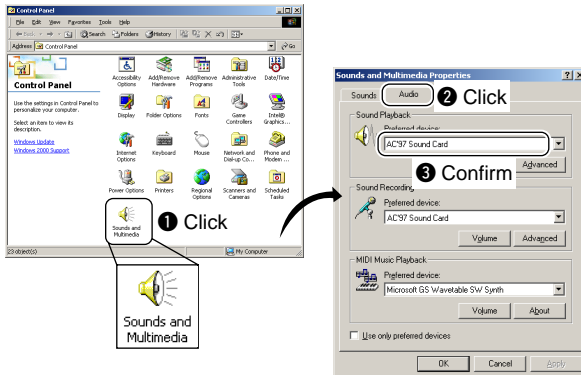 Control Panel
File Edit View Favorites Tools Help
Back Search Folders History
Address Control Panel Go
Control Panel
Use the settings in Control Panel to
personalize your computer.
Select an item to view its
description.
Windows Update
Windows 2000 Support
Accessibility
Options
Add/Remove
Hardware
Add/Remove
Programs
Administrative
Tools
Date/Time
Display
Folder Options
Fonts
Game
Controllers
Intel®
Graphics...
Internet
Options
Keyboard
Mouse
Network and
Dial-up Co...
Phone and
Modem ...
Power Options
Printers
Regional
Options
Scanners and
Cameras
Scheduled
Tasks
Sounds and
Multimedia
❶ Click
23 object(s) My Computer
Sounds and
Multimedia
Sounds and Multimedia Properties
Sounds Audio
❷ Click
Sound Playback
Preferred device:
AC'97 Sound Card
Advanced
❸ Confirm
Sound Recording
Preferred device:
AC'97 Sound Card
Volume Advanced
MIDI Music Playback
Preferred device:
Microsoft GS Wavetable SW Synth
Volume About
Use only preferred devices
OK Cancel Apply